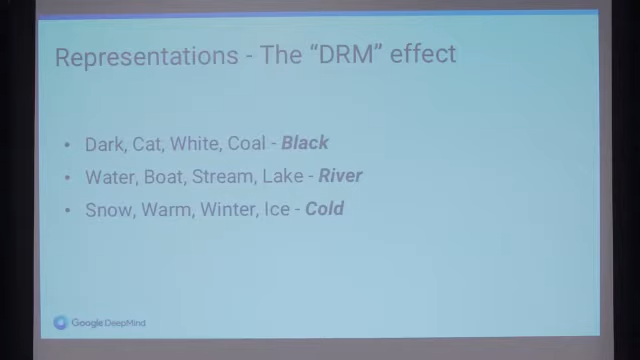 Representations - The "DRM" effect
• Dark, Cat, White, Coal - Black
• Water, Boat, Stream, Lake - River
• Snow, Warm, Winter, Ice - Cold
Google DeepMind